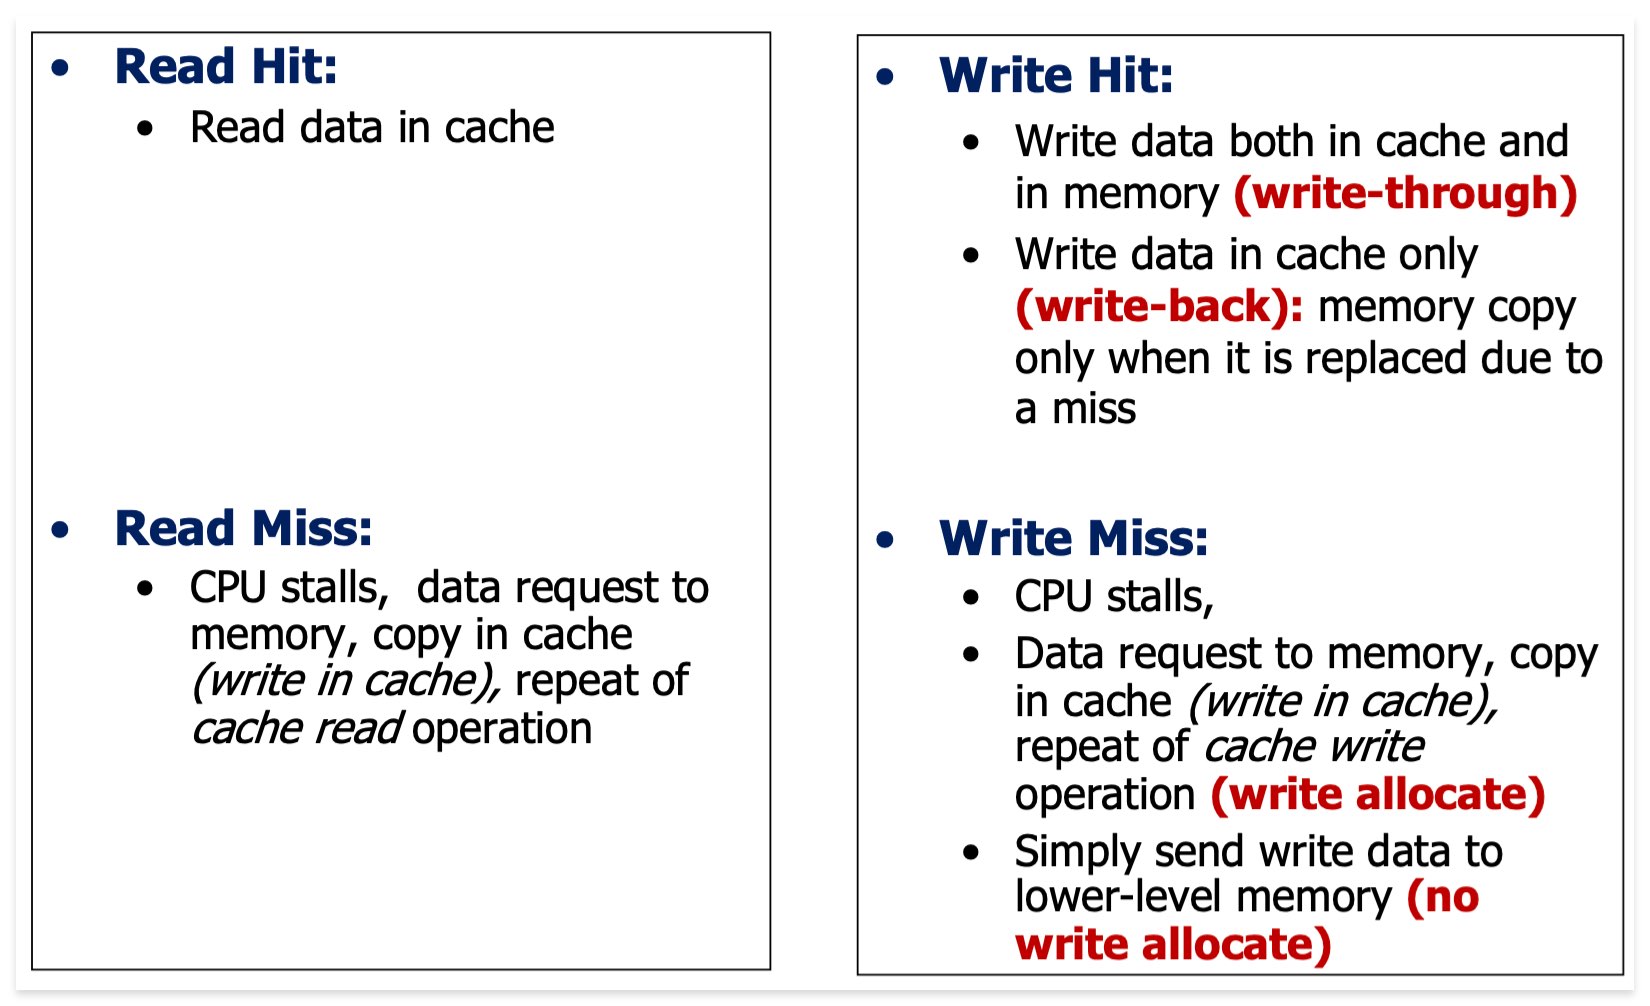 • Read Hit:
• Read data in cache
• Read Miss:
• CPU stalls,  data request to
memory, copy in cache
(write in cache), repeat of
cache read operation
• Write Hit:
• Write data both in cache and
in memory (write-through)
• Write data in cache only
(write-back): memory copy
only when it is replaced due to
a miss
• Write Miss:
• CPU stalls,
• Data request to memory, copy
in cache (write in cache),
repeat of cache write
operation (write allocate)
• Simply send write data to
lower-level memory (no
write allocate)